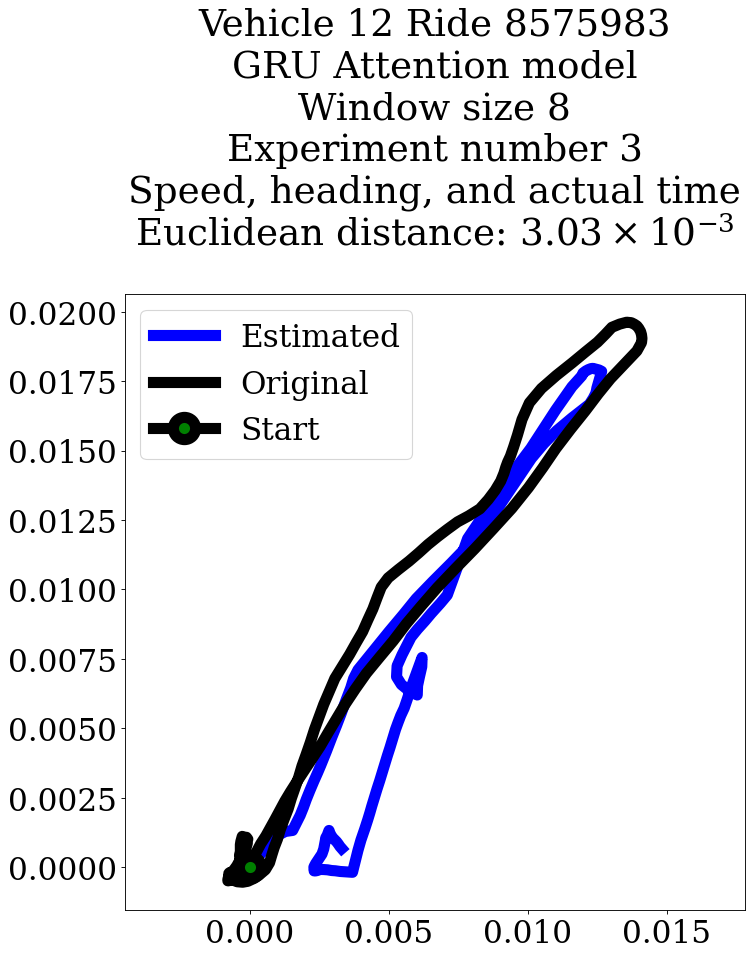 Vehicle 12 Ride 8575983
GRU Attention model
Window size 8
Experiment number 3
Speed, heading, and actual time
Euclidean distance: 3.03 × 10⁻³
Estimated
Original
Start
0.0200
0.0175
0.0150
0.0125
0.0100
0.0075
0.0050
0.0025
0.0000
0.000 0.005 0.010 0.015